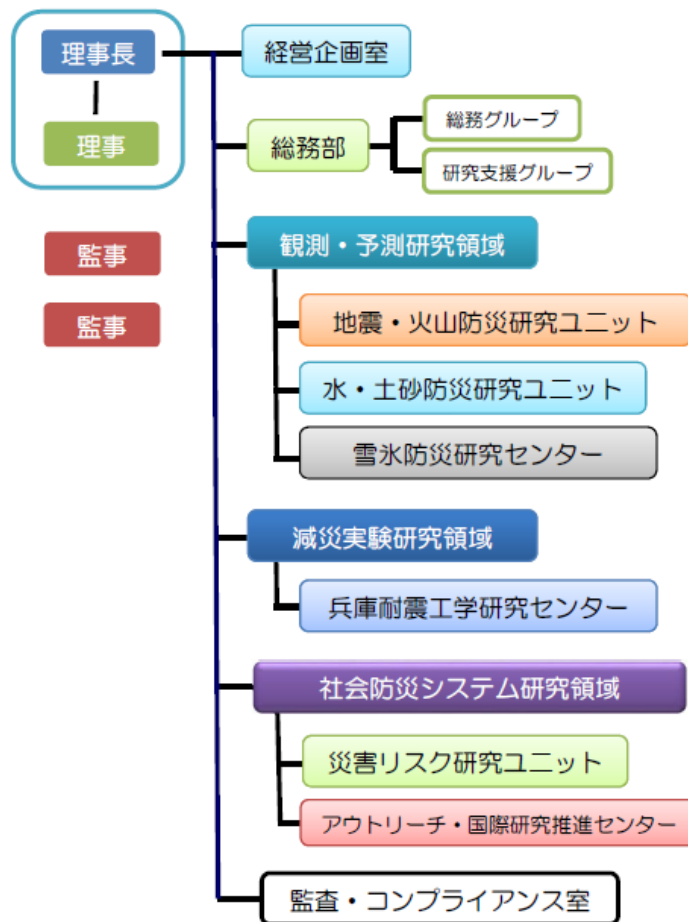 理事長
理事
監事
監事
経営企画室
総務部
総務グループ
研究支援グループ
観測・予測研究領域
地震・火山防災研究ユニット
水・土砂防災研究ユニット
雪氷防災研究センター
減災実験研究領域
兵庫耐震工学研究センター
社会防災システム研究領域
災害リスク研究ユニット
アウトリーチ・国際研究推進センター
監査・コンプライアンス室